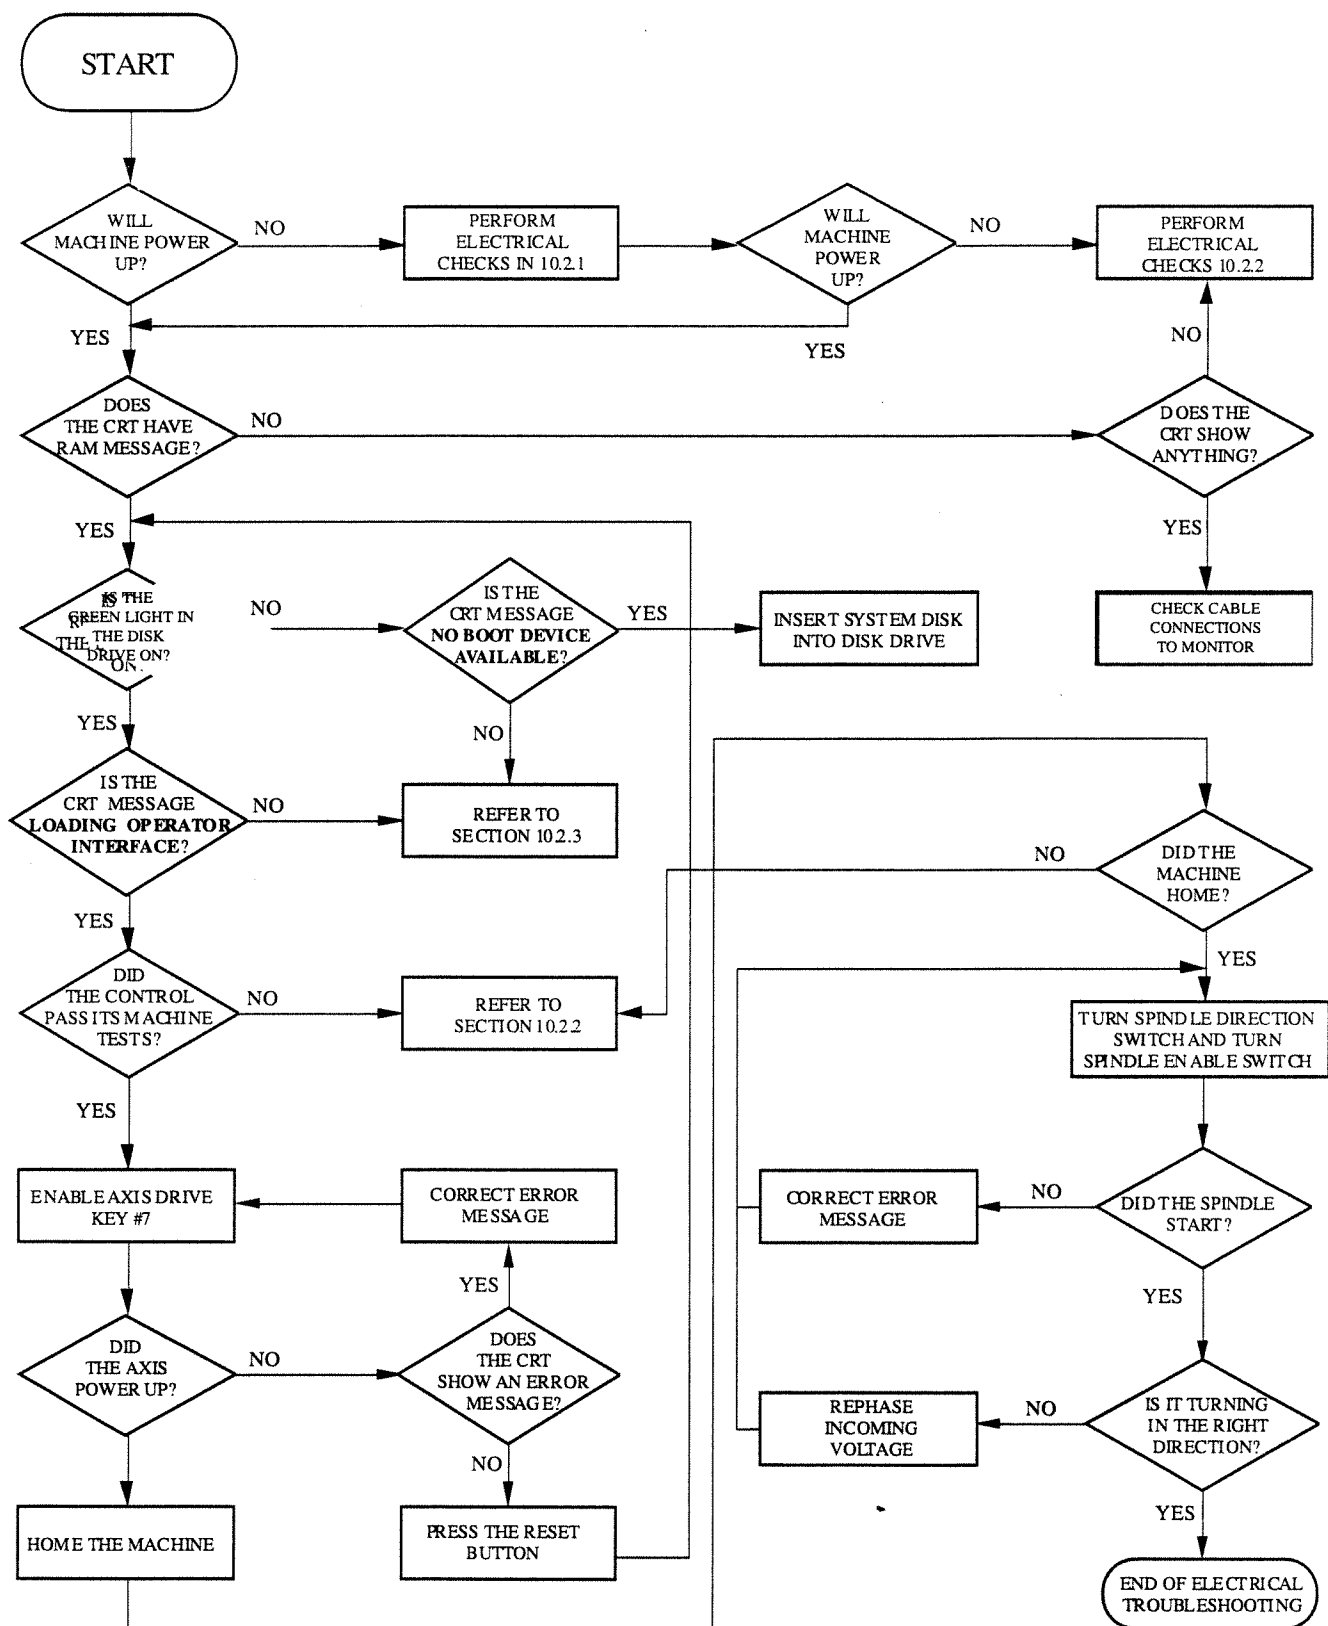 START
WILL
MACHINE POWER
UP?
NO
PERFORM
ELECTRICAL
CHECKS IN 10.2.1
WILL
MACHINE
POWER
UP?
NO
PERFORM
ELECTRICAL
CHECKS 10.2.2
YES
YES
NO
DOES
THE CRT HAVE
RAM MESSAGE?
NO
DOES THE
CRT SHOW
ANYTHING?
YES
YES
IS THE
GREEN LIGHT IN
THE DISK
DRIVE ON?
NO
IS THE
CRT MESSAGE
NO BOOT DEVICE
AVAILABLE?
YES
INSERT SYSTEM DISK
INTO DISK DRIVE
CHECK CABLE
CONNECTIONS
TO MONITOR
YES
NO
IS THE
CRT MESSAGE
LOADING OPERATOR
INTERFACE?
NO
REFER TO
SECTION 10.2.3
NO
DID THE
MACHINE
HOME?
YES
YES
DID
THE CONTROL
PASS ITS MACHINE
TESTS?
NO
REFER TO
SECTION 10.2.2
TURN SPINDLE DIRECTION
SWITCH AND TURN
SPINDLE ENABLE SWITCH
YES
ENABLE AXIS DRIVE
KEY #7
CORRECT ERROR
MESSAGE
CORRECT ERROR
MESSAGE
NO
DID THE SPINDLE
START?
YES
YES
DID
THE AXIS
POWER UP?
NO
DOES
THE CRT
SHOW AN ERROR
MESSAGE?
REPHASE
INCOMING
VOLTAGE
NO
IS IT TURNING
IN THE RIGHT
DIRECTION?
NO
YES
HOME THE MACHINE
PRESS THE RESET
BUTTON
END OF ELECTRICAL
TROUBLESHOOTING